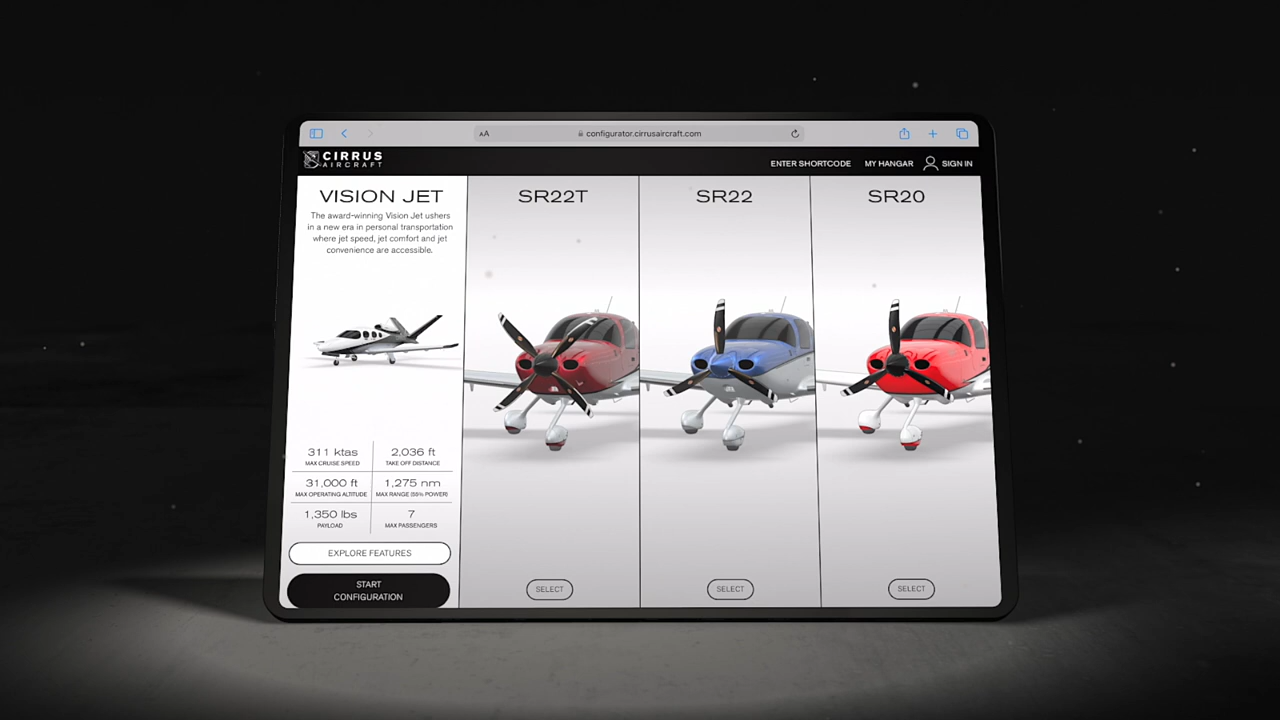 AA
configurator.cirrusaircraft.com
CIRRUS
AIRCRAFT
ENTER SHORTCODE
MY HANGAR
SIGN IN
VISION JET
The award-winning Vision Jet ushers
in a new era in personal transportation
where jet speed, jet comfort and jet
convenience are accessible.
311 ktas
MAX CRUISE SPEED
2,036 ft
TAKE OFF DISTANCE
31,000 ft
MAX OPERATING ALTITUDE
1,275 nm
MAX RANGE (55% POWER)
1,350 lbs
PAYLOAD
7
MAX PASSENGERS
EXPLORE FEATURES
START
CONFIGURATION
SR22T
SELECT
SR22
SELECT
SR20
SELECT